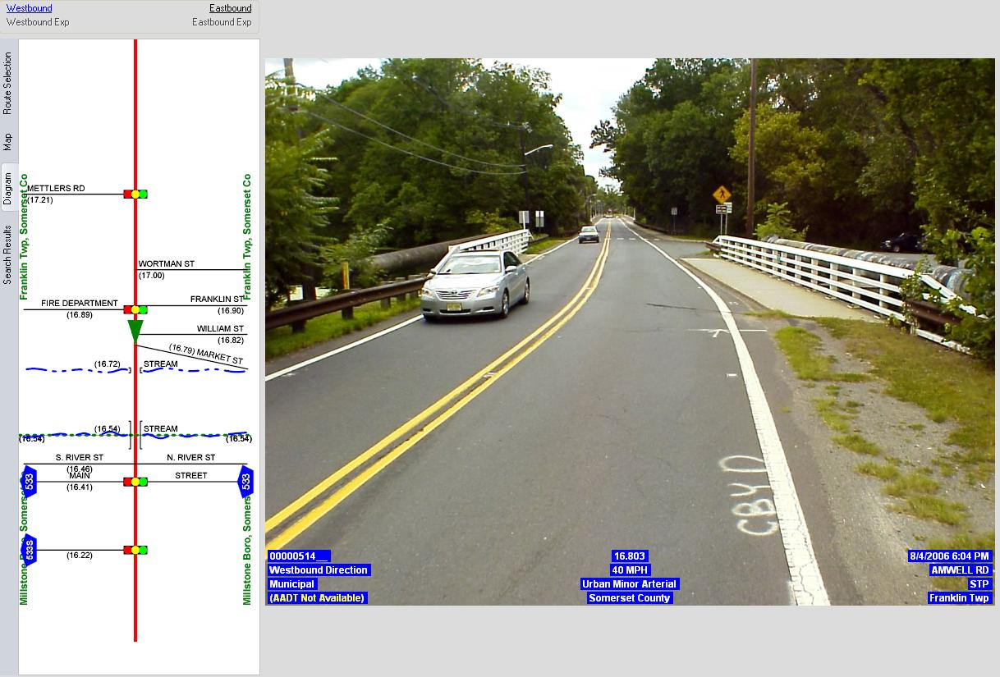 Westbound
Eastbound
Westbound Exp
Eastbound Exp
Route Selection
Map
Diagram
Search Results
Franklin Twp, Somerset Co
Franklin Twp, Somerset Co
METTLERS RD
(17.21)
WORTMAN ST
(17.00)
FIRE DEPARTMENT
(16.89)
FRANKLIN ST
(16.90)
WILLIAM ST
(16.82)
(16.79) MARKET ST
(16.72)
STREAM
(16.54)
STREAM
(16.54)
(16.54)
S. RIVER ST
N. RIVER ST
(16.46)
MAIN
STREET
(16.41)
533
533
533S
(16.22)
Millstone Boro, Somers
Millstone Boro, Somers
CBYD
00000514__
Westbound Direction
Municipal
(AADT Not Available)
16.803
40 MPH
Urban Minor Arterial
Somerset County
8/4/2006 6:04 PM
AMWELL RD
STP
Franklin Twp